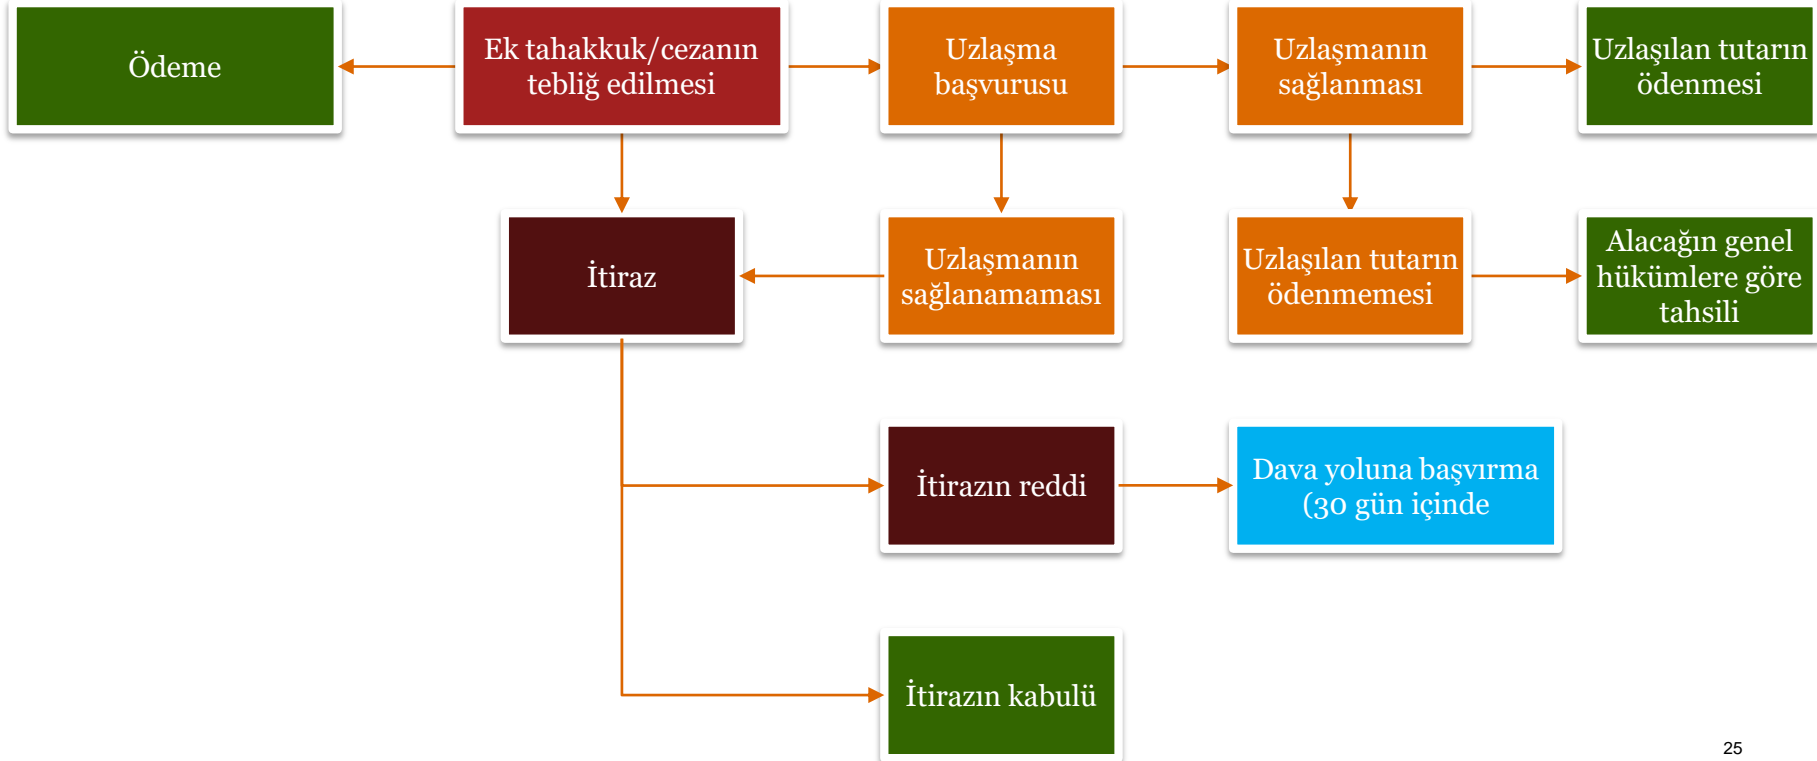 Ödeme
Ek tahakkuk/cezanın
tebliğ edilmesi
Uzlaşma
başvurusu
Uzlaşmanın
sağlanması
Uzlaşılan tutarın
ödenmesi
İtiraz
Uzlaşmanın
sağlanamaması
Uzlaşılan tutarın
ödenmemesi
Alacağın genel
hükümlere göre
tahsili
İtirazın reddi
Dava yoluna başvırma
(30 gün içinde
İtirazın kabulü
25